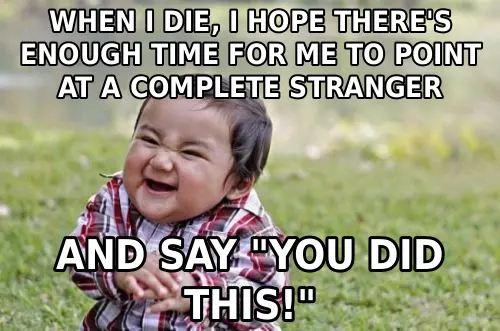 WHEN I DIE, I HOPE THERE'S
ENOUGH TIME FOR ME TO POINT
AT A COMPLETE STRANGER
AND SAY "YOU DID
THIS!"